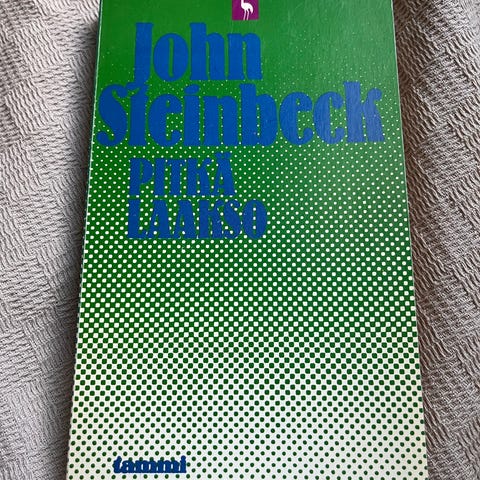 John
Steinbeck
PITKÄ
LAAKSO
tammi